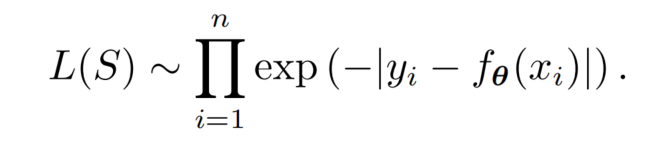 L(S) ∼ ∏_{i=1}^{n} exp (−|y_i − f_θ(x_i)|) .